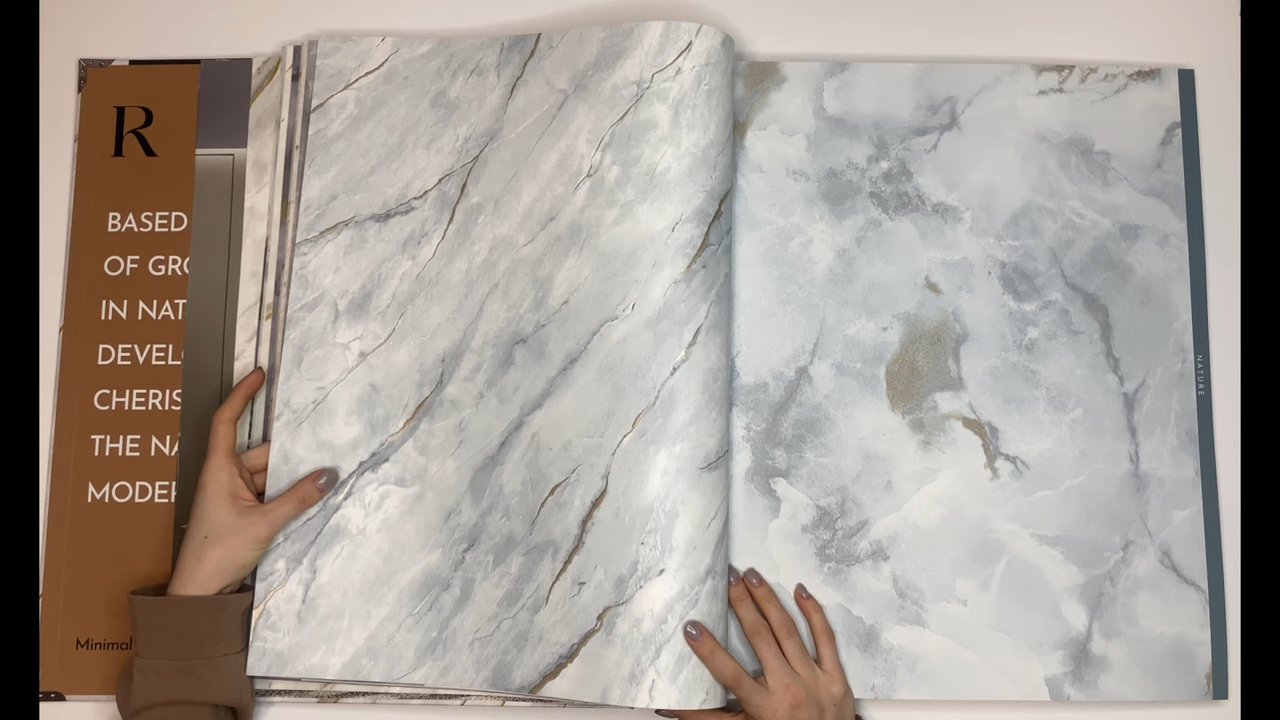 R
BASED
OF GRO
IN NAT
DEVEL
CHERIS
THE NA
MODER
Minimal
NATURE